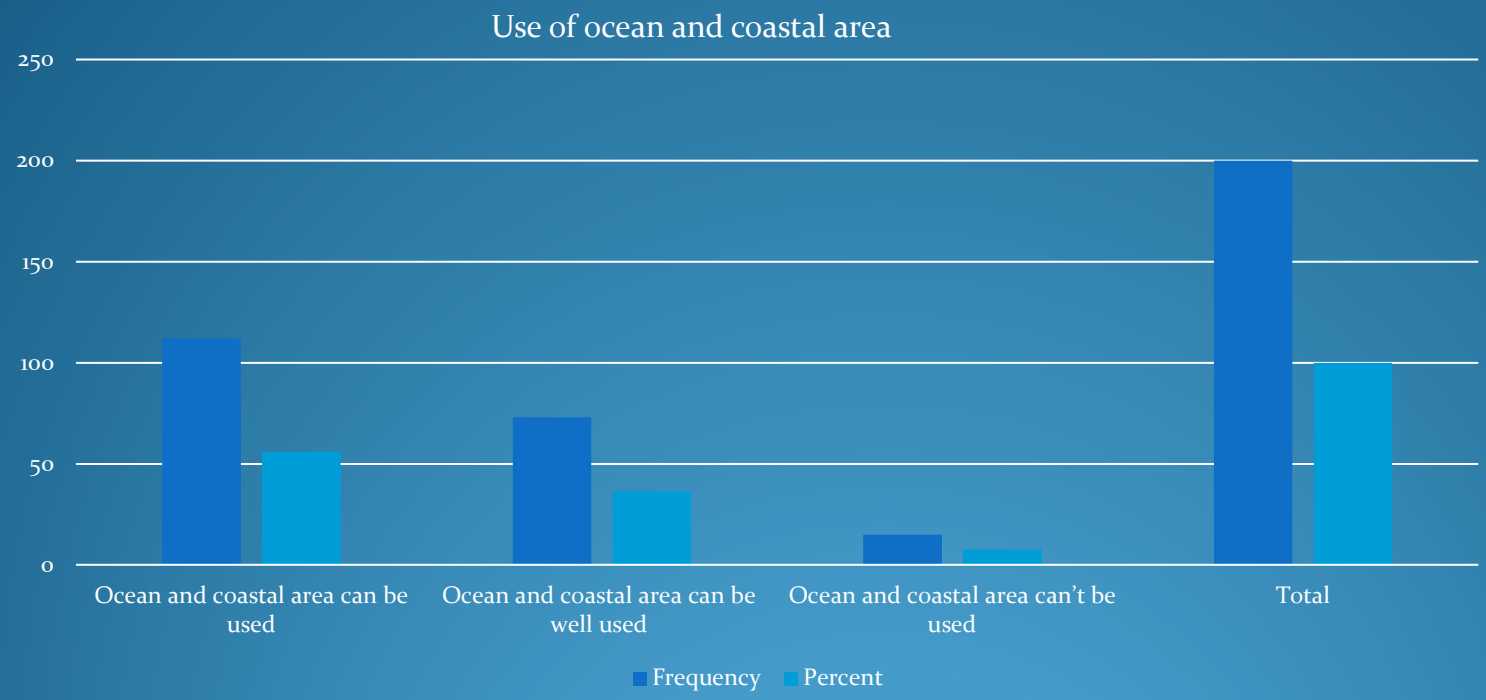 Use of ocean and coastal area
250
200
150
100
50
0
Ocean and coastal area can be
used
Ocean and coastal area can be
well used
Ocean and coastal area can’t be
used
Total
Frequency
Percent